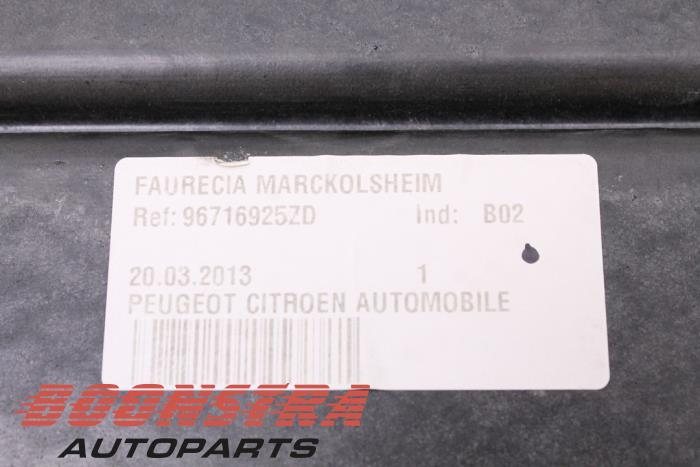 FAURECIA MARCKOLSHEIM
Ref: 96716925ZD Ind: B02
20.03.2013 1
PEUGEOT CITROEN AUTOMOBILE
BOONSTRA
AUTOPARTS